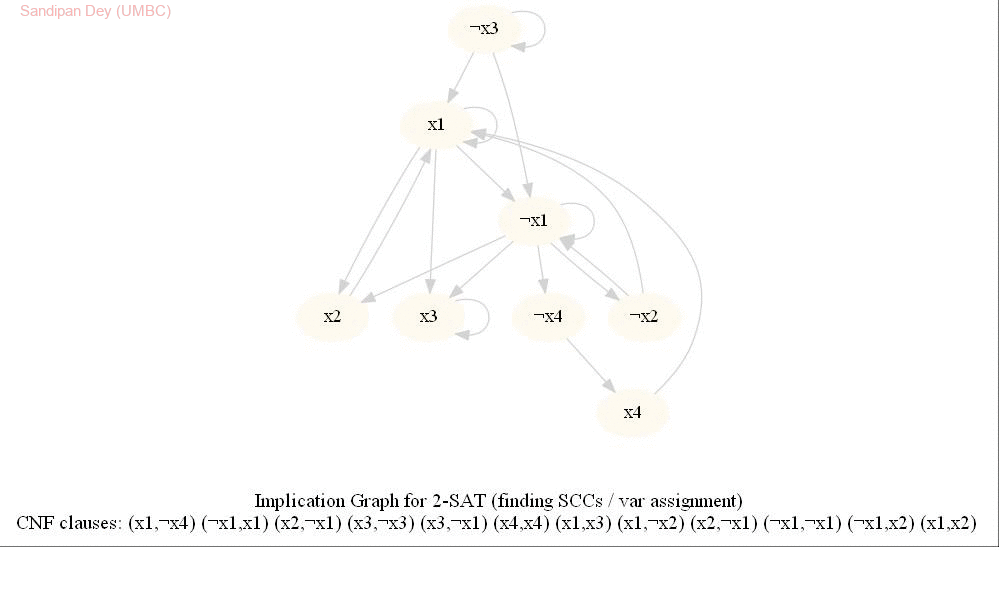 Sandipan Dey (UMBC)
¬x3
x1
¬x1
x2
x3
¬x4
¬x2
x4
Implication Graph for 2-SAT (finding SCCs / var assignment)
CNF clauses: (x1,¬x4) (¬x1,x1) (x2,¬x1) (x3,¬x3) (x3,¬x1) (x4,x4) (x1,x3) (x1,¬x2) (x2,¬x1) (¬x1,¬x1) (¬x1,x2) (x1,x2)